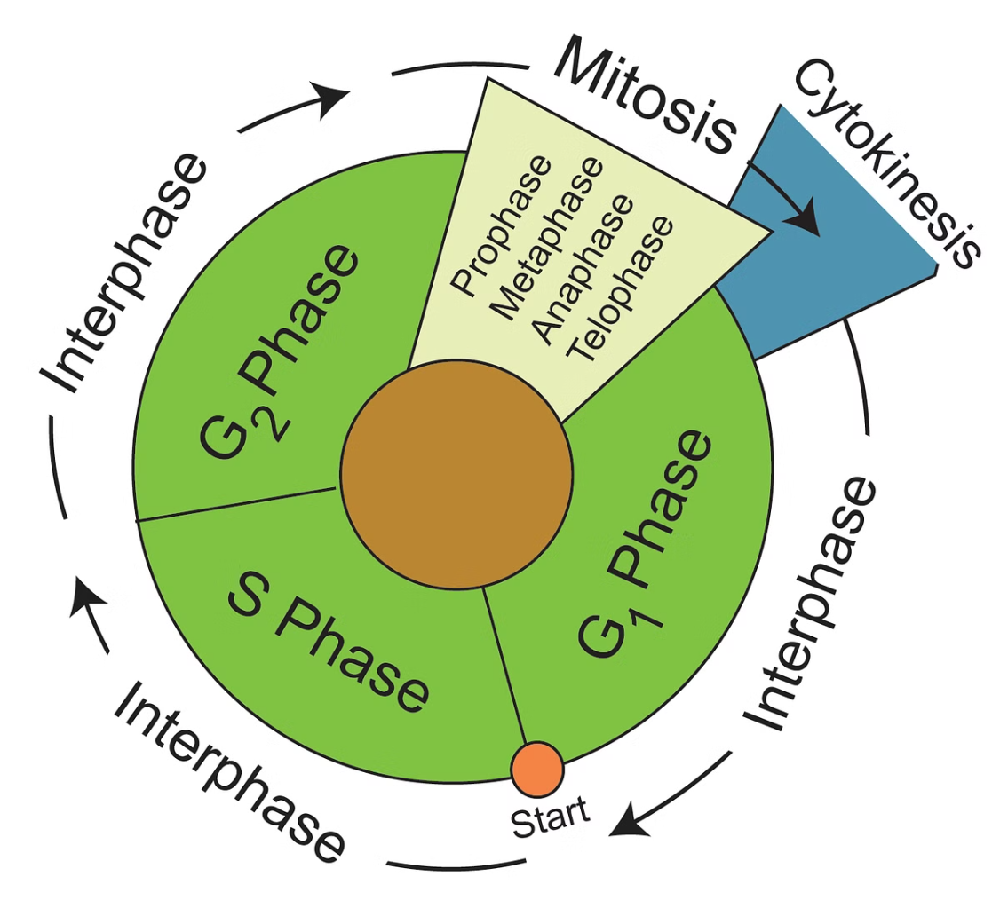 Mitosis
Cytokinesis
Prophase
Metaphase
Anaphase
Telophase
Interphase
G2 Phase
G1 Phase
Interphase
S Phase
Interphase
Start